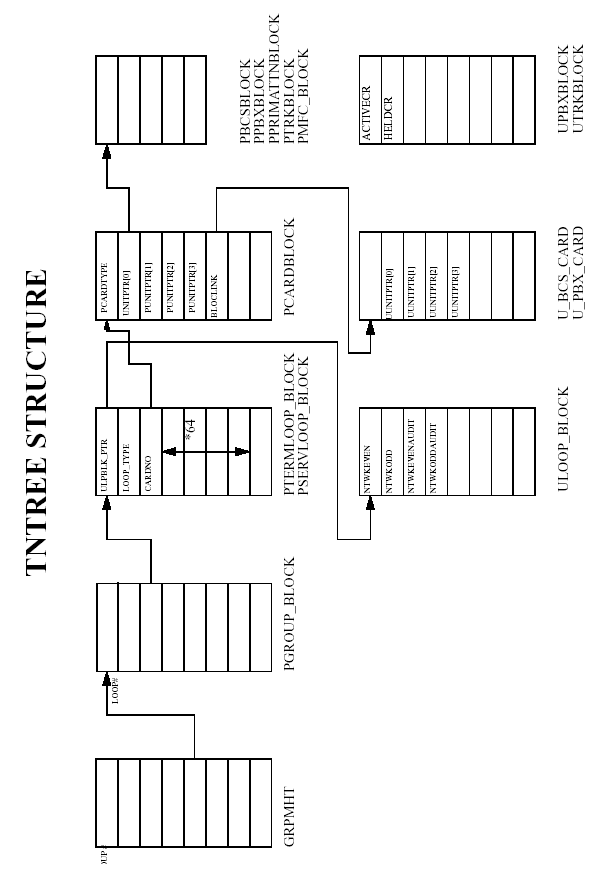 TNTREE STRUCTURE
GRPMHT
LOOP#
PGROUP_BLOCK
ULPBLK_PTR
LOOP_TYPE
CARDNO
*64
PTERMLOOP_BLOCK
PSERVLOOP_BLOCK
PCARDTYPE
UNITPTR[0]
PUNITPTR[1]
PUNITPTR[2]
PUNITPTR[3]
BLOCLINK
PCARDBLOCK
PBCSBLOCK
PPBXBLOCK
PPRIMATTNBLOCK
PTRKBLOCK
PMFC_BLOCK
NTWKEVEN
NTWKODD
NTWKEVENAUDIT
NTWKODDAUDIT
ULOOP_BLOCK
UUNITPTR[0]
UUNITPTR[1]
UUNITPTR[2]
UUNITPTR[3]
U_BCS_CARD
U_PBX_CARD
ACTIVECR
HELDCR
UPBXBLOCK
UTRKBLOCK